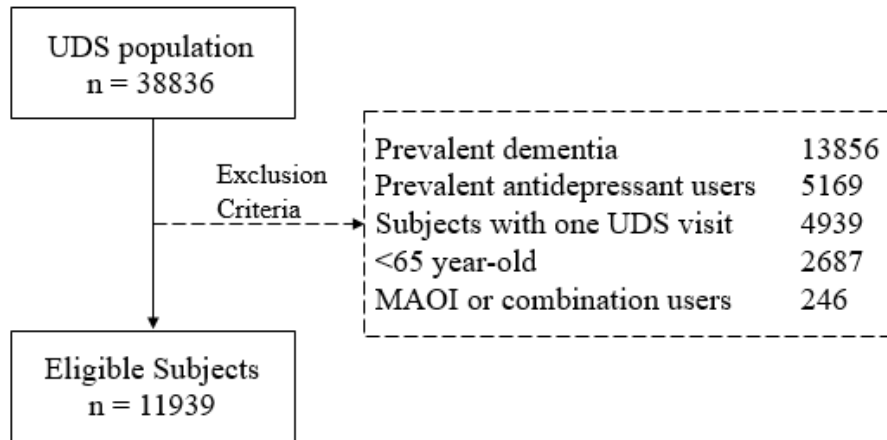 UDS population
n = 38836
Exclusion
Criteria
Prevalent dementia 13856
Prevalent antidepressant users 5169
Subjects with one UDS visit 4939
<65 year-old 2687
MAOI or combination users 246
Eligible Subjects
n = 11939